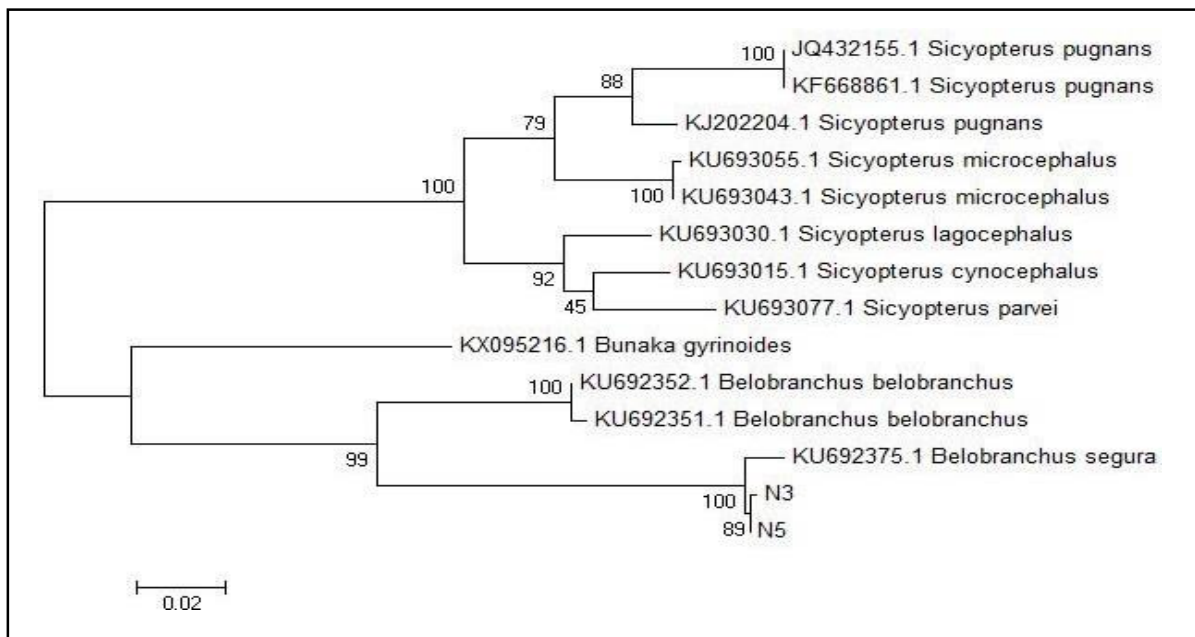 100
JQ432155.1 Sicyopterus pugnans
KF668861.1 Sicyopterus pugnans
88
KJ202204.1 Sicyopterus pugnans
79
KU693055.1 Sicyopterus microcephalus
100
KU693043.1 Sicyopterus microcephalus
100
KU693030.1 Sicyopterus lagocephalus
92
KU693015.1 Sicyopterus cynocephalus
45
KU693077.1 Sicyopterus parvei
KX095216.1 Bunaka gyrinoides
100
KU692352.1 Belobranchus belobranchus
KU692351.1 Belobranchus belobranchus
99
KU692375.1 Belobranchus segura
100
N3
89
N5
0.02